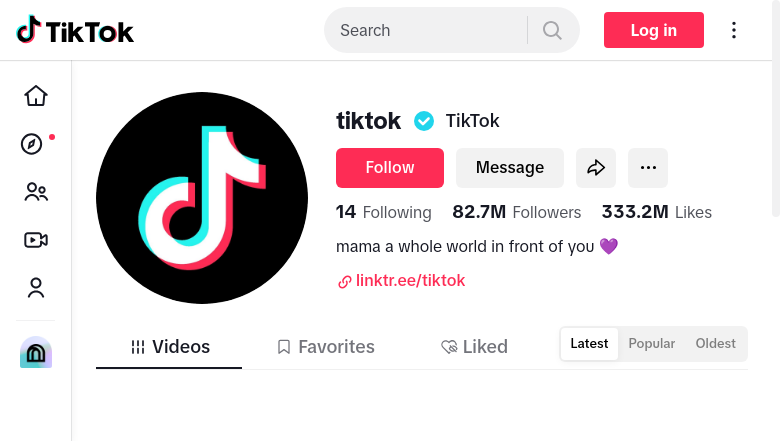 TikTok
Search
Log in
tiktok TikTok
Follow Message
14 Following 82.7M Followers 333.2M Likes
mama a whole world in front of you 💜
linktr.ee/tiktok
Videos Favorites Liked Latest Popular Oldest